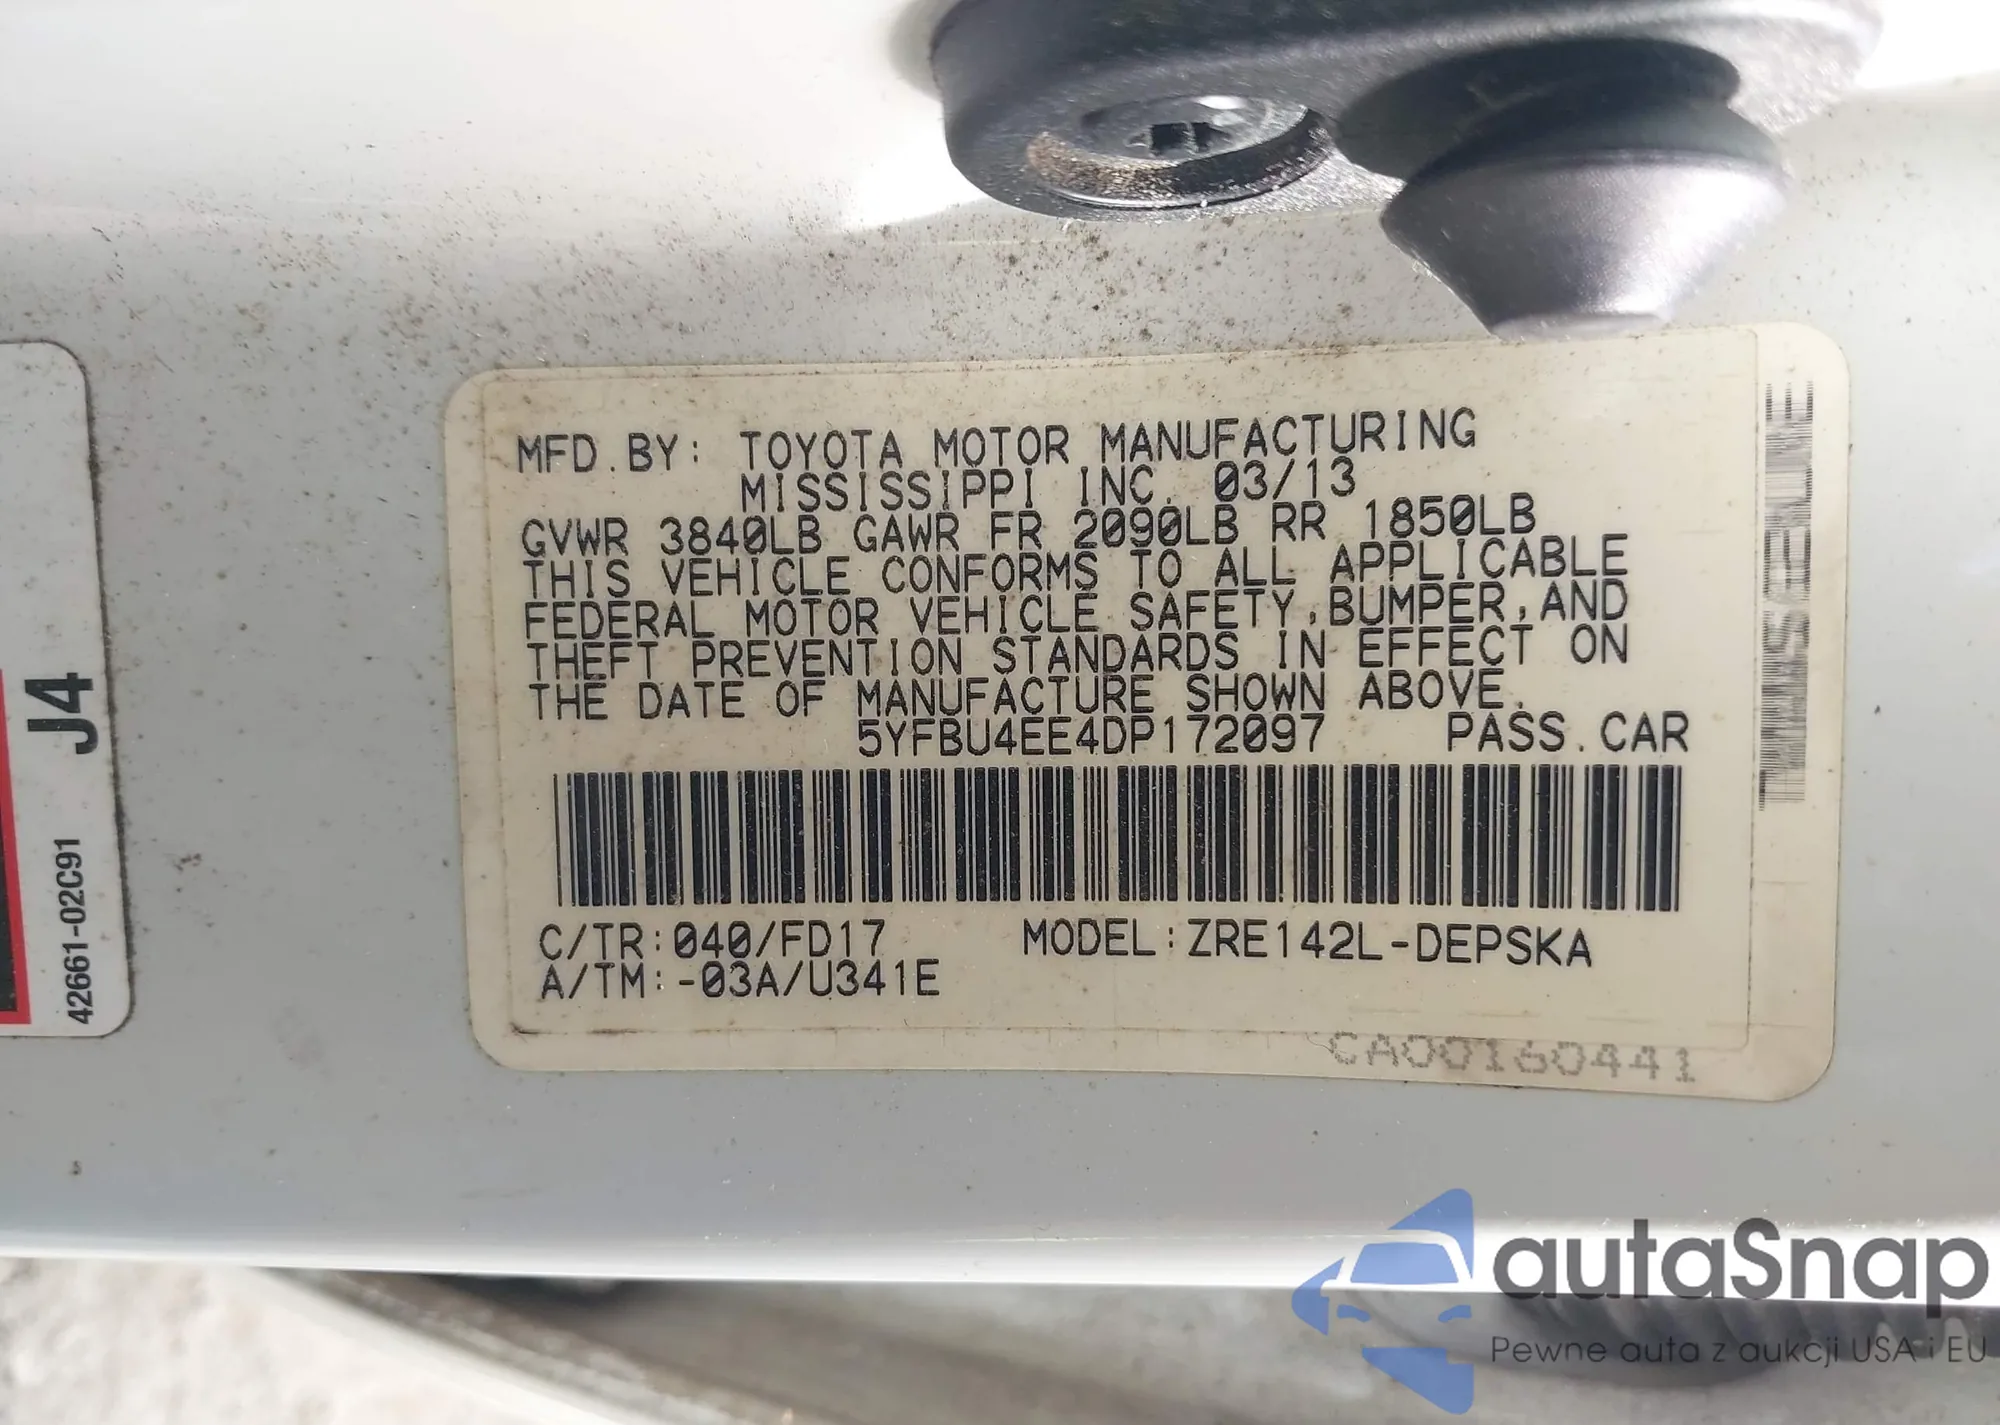 MFD.BY: TOYOTA MOTOR MANUFACTURING
MISSISSIPPI INC. 03/13
GVWR 3840LB GAWR FR 2090LB RR 1850LB
THIS VEHICLE CONFORMS TO ALL APPLICABLE
FEDERAL MOTOR VEHICLE SAFETY,BUMPER,AND
THEFT PREVENTION STANDARDS IN EFFECT ON
THE DATE OF MANUFACTURE SHOWN ABOVE.
5YFBU4EE4DP172097 PASS.CAR
C/TR:040/FD17 MODEL:ZRE142L-DEPSKA
A/TM:-03A/U341E
CA00160441
J4
42661-02C91
autaSnap
Pewne auta z aukcji USA i EU